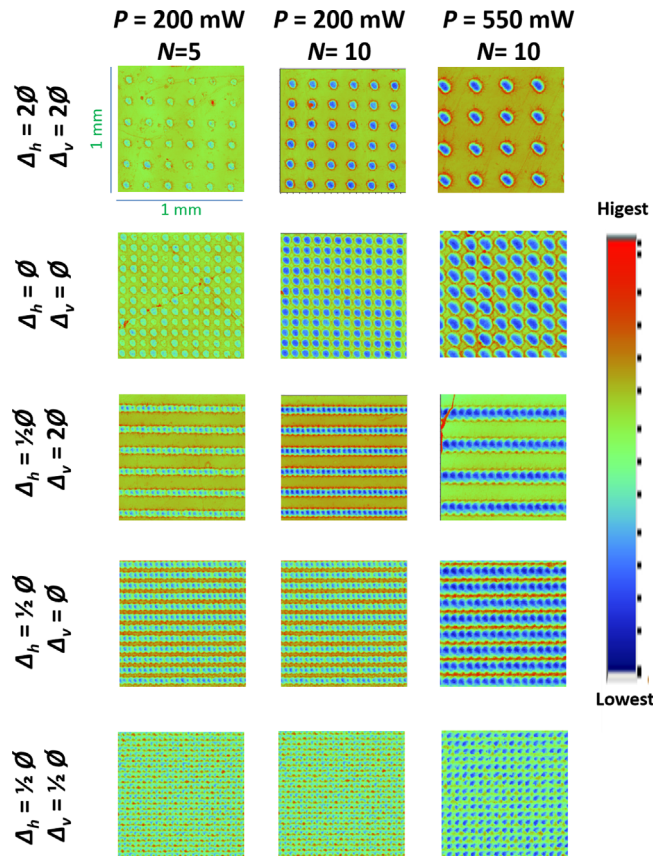 P = 200 mW
N=5
P = 200 mW
N= 10
P = 550 mW
N= 10
Δh = 2Ø
Δv = 2Ø
1 mm
1 mm
Higest
Δh = Ø
Δv = Ø
Δh = ½Ø
Δv = 2Ø
Δh = ½ Ø
Δv = Ø
Lowest
Δh = ½ Ø
Δv = ½ Ø